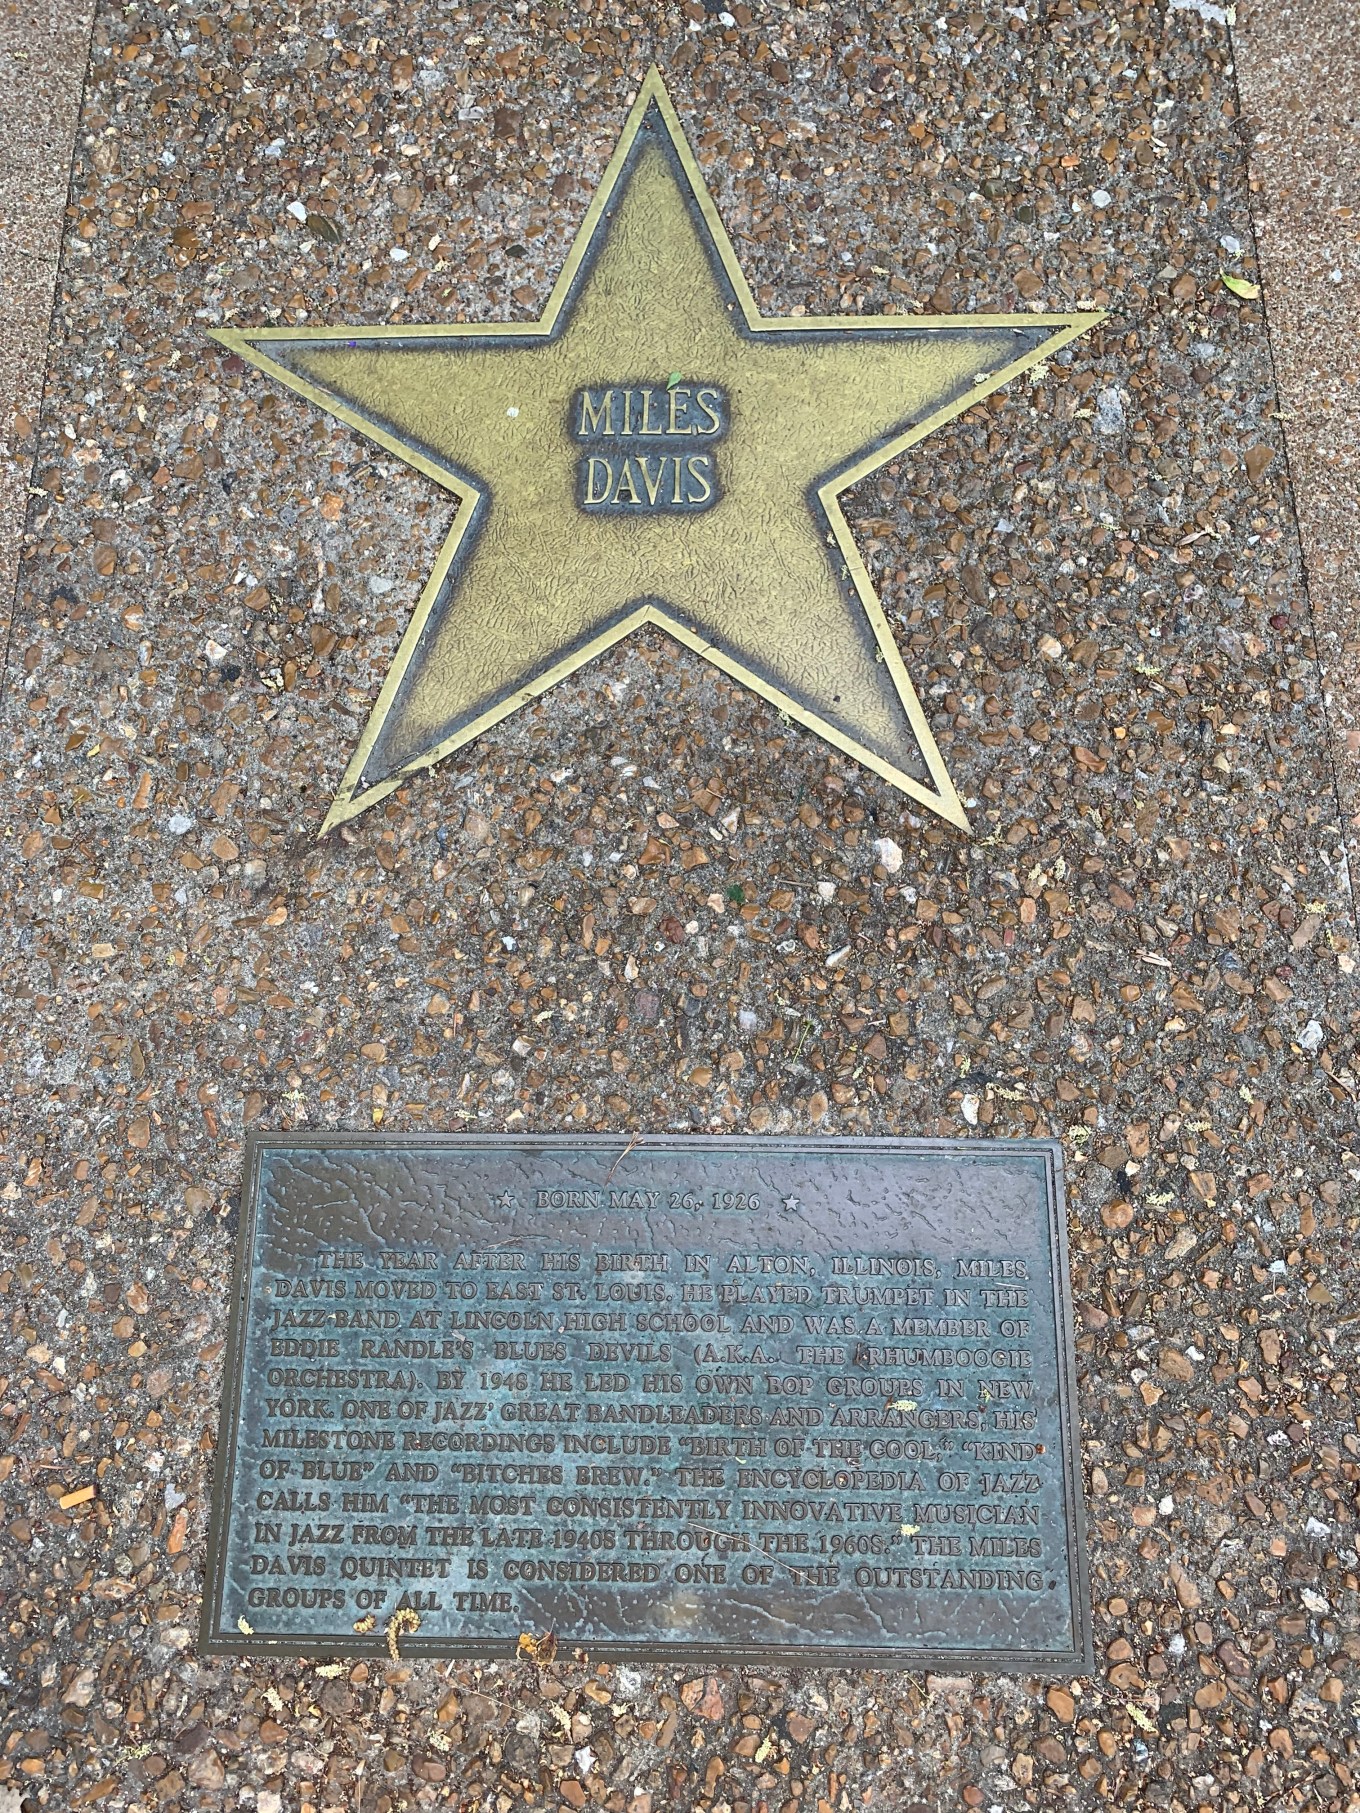 MILES
DAVIS
BORN MAY 26, 1926
THE YEAR AFTER HIS BIRTH IN ALTON, ILLINOIS, MILES
DAVIS MOVED TO EAST ST. LOUIS. HE PLAYED TRUMPET IN THE
JAZZ BAND AT LINCOLN HIGH SCHOOL AND WAS A MEMBER OF
EDDIE RANDLE'S BLUES DEVILS (A.K.A. THE RHUMBOOGIE
ORCHESTRA). BY 1948 HE LED HIS OWN BOP GROUPS IN NEW
YORK. ONE OF JAZZ' GREAT BANDLEADERS AND ARRANGERS, HIS
MILESTONE RECORDINGS INCLUDE "BIRTH OF THE COOL," "KIND
OF BLUE" AND "BITCHES BREW." THE ENCYCLOPEDIA OF JAZZ
CALLS HIM "THE MOST CONSISTENTLY INNOVATIVE MUSICIAN
IN JAZZ FROM THE LATE 1940S THROUGH THE 1960S." THE MILES
DAVIS QUINTET IS CONSIDERED ONE OF THE OUTSTANDING
GROUPS OF ALL TIME.